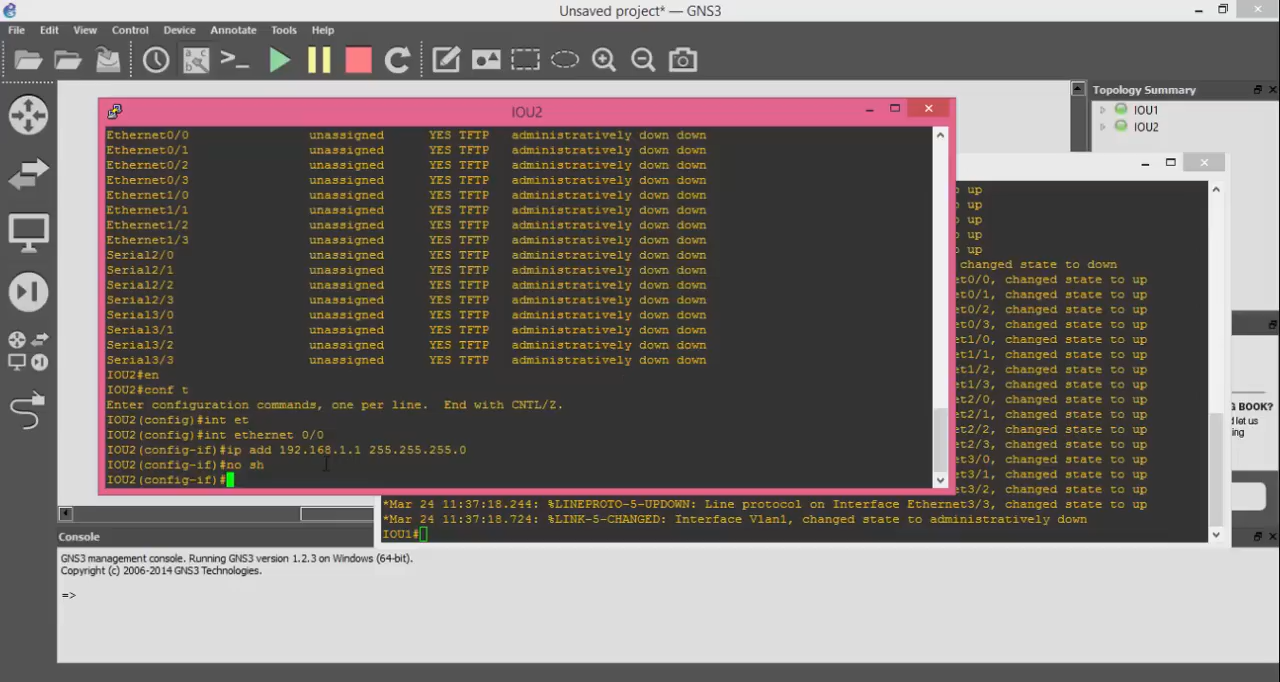 Unsaved project* — GNS3
File Edit View Control Device Annotate Tools Help
Topology Summary
IOU1
IOU2
IOU2
Ethernet0/0 unassigned YES TFTP administratively down down
Ethernet0/1 unassigned YES TFTP administratively down down
Ethernet0/2 unassigned YES TFTP administratively down down
Ethernet0/3 unassigned YES TFTP administratively down down
Ethernet1/0 unassigned YES TFTP administratively down down
Ethernet1/1 unassigned YES TFTP administratively down down
Ethernet1/2 unassigned YES TFTP administratively down down
Ethernet1/3 unassigned YES TFTP administratively down down
Serial2/0 unassigned YES TFTP administratively down down
Serial2/1 unassigned YES TFTP administratively down down
Serial2/2 unassigned YES TFTP administratively down down
Serial2/3 unassigned YES TFTP administratively down down
Serial3/0 unassigned YES TFTP administratively down down
Serial3/1 unassigned YES TFTP administratively down down
Serial3/2 unassigned YES TFTP administratively down down
Serial3/3 unassigned YES TFTP administratively down down
IOU2#en
IOU2#conf t
Enter configuration commands, one per line. End with CNTL/Z.
IOU2(config)#int et
IOU2(config)#int ethernet 0/0
IOU2(config-if)#ip add 192.168.1.1 255.255.255.0
IOU2(config-if)#no sh
IOU2(config-if)#
o up
o up
o up
o up
o up
changed state to down
et0/0, changed state to up
et0/1, changed state to up
et0/2, changed state to up
et0/3, changed state to up
et1/0, changed state to up
et1/1, changed state to up
et1/2, changed state to up
et1/3, changed state to up
et2/0, changed state to up
et2/1, changed state to up
et2/2, changed state to up
et2/3, changed state to up
et3/0, changed state to up
et3/1, changed state to up
et3/2, changed state to up
*Mar 24 11:37:18.244: %LINEPROTO-5-UPDOWN: Line protocol on Interface Ethernet3/3, changed state to up
*Mar 24 11:37:18.724: %LINK-5-CHANGED: Interface Vlan1, changed state to administratively down
IOU1#
G BOOK?
d let us
ing
Console
GNS3 management console. Running GNS3 version 1.2.3 on Windows (64-bit).
Copyright (c) 2006-2014 GNS3 Technologies.
=>